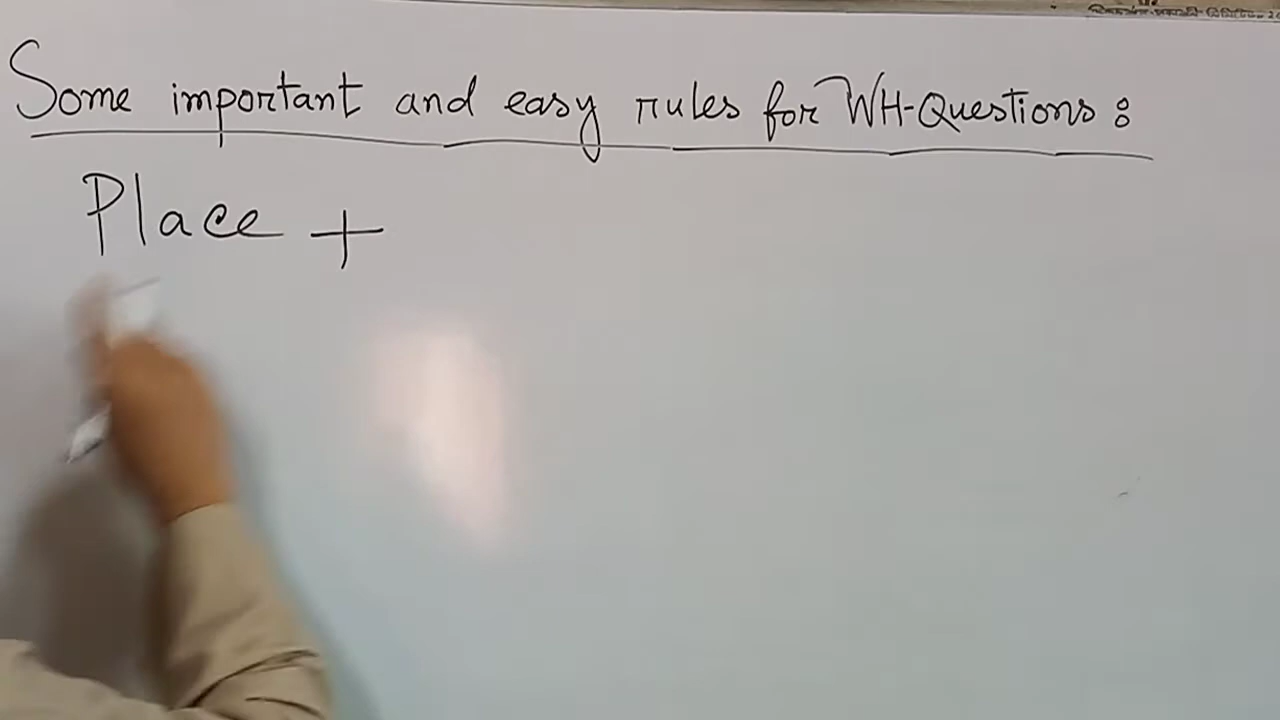 Some important and easy rules for WH-Questions :
Place +